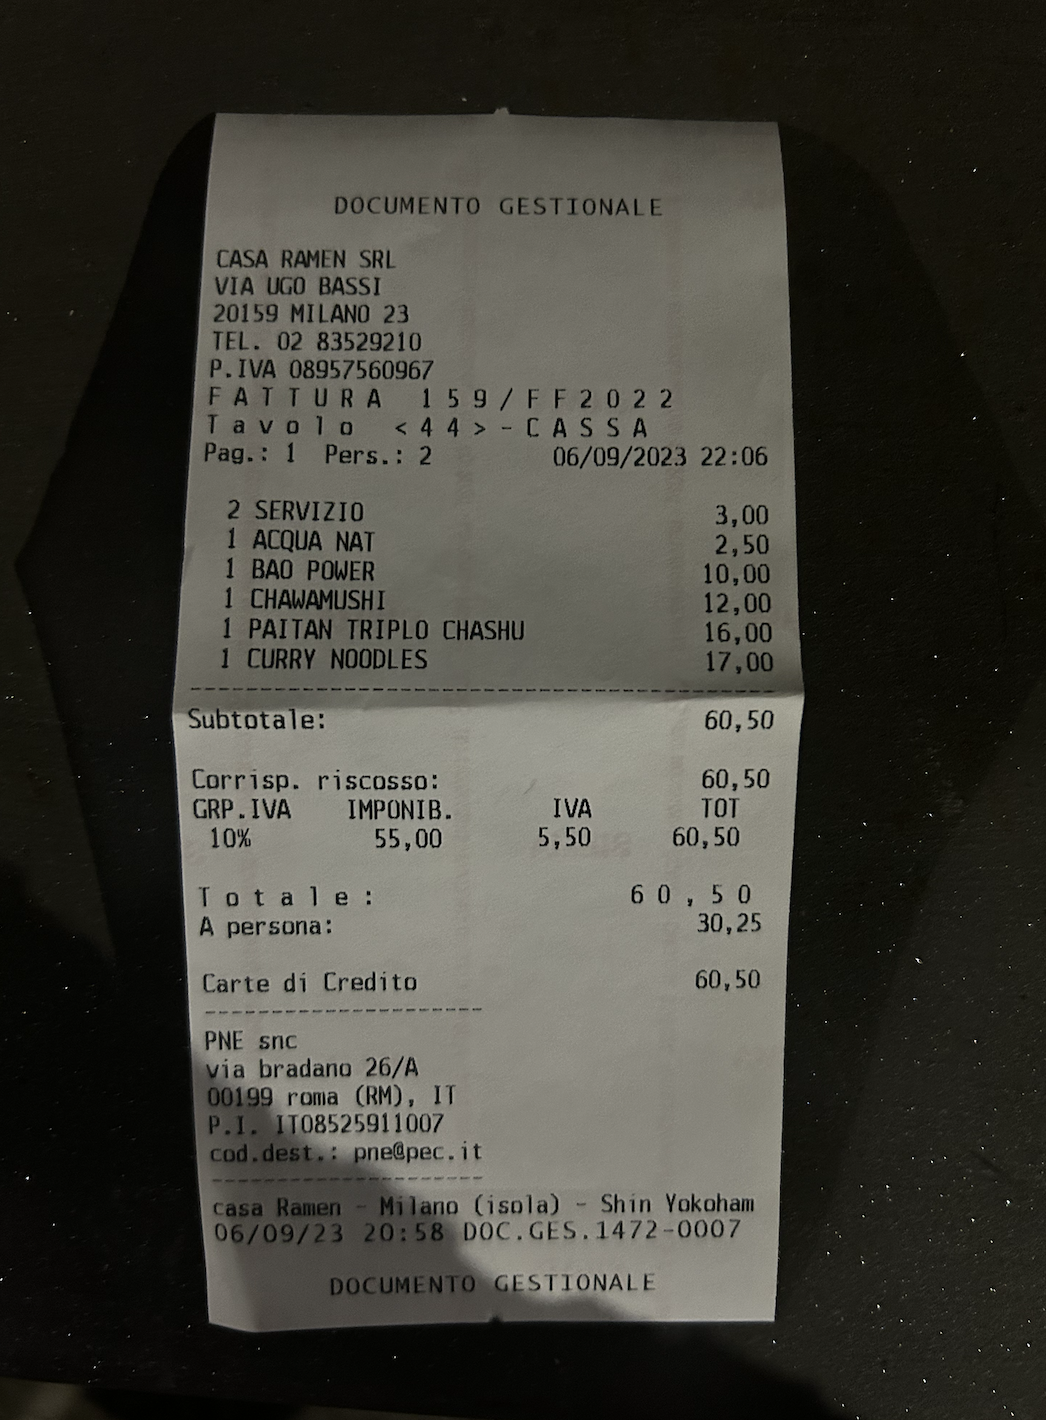 DOCUMENTO GESTIONALE
CASA RAMEN SRL
VIA UGO BASSI
20159 MILANO 23
TEL. 02 83529210
P.IVA 08957560967
FATTURA 159/FF2022
Tavolo <44>-CASSA
Pag.: 1 Pers.: 2 06/09/2023 22:06
2 SERVIZIO 3,00
1 ACQUA NAT 2,50
1 BAO POWER 10,00
1 CHAWAMUSHI 12,00
1 PAITAN TRIPLO CHASHU 16,00
1 CURRY NOODLES 17,00
Subtotale: 60,50
Corrisp. riscosso: 60,50
GRP.IVA IMPONIB. IVA TOT
10% 55,00 5,50 60,50
Totale: 60,50
A persona: 30,25
Carte di Credito 60,50
PNE snc
via bradano 26/A
00199 roma (RM), IT
P.I. IT08525911007
cod.dest.: pne@pec.it
casa Ramen - Milano (isola) - Shin Yokoham
06/09/23 20:58 DOC.GES.1472-0007
DOCUMENTO GESTIONALE